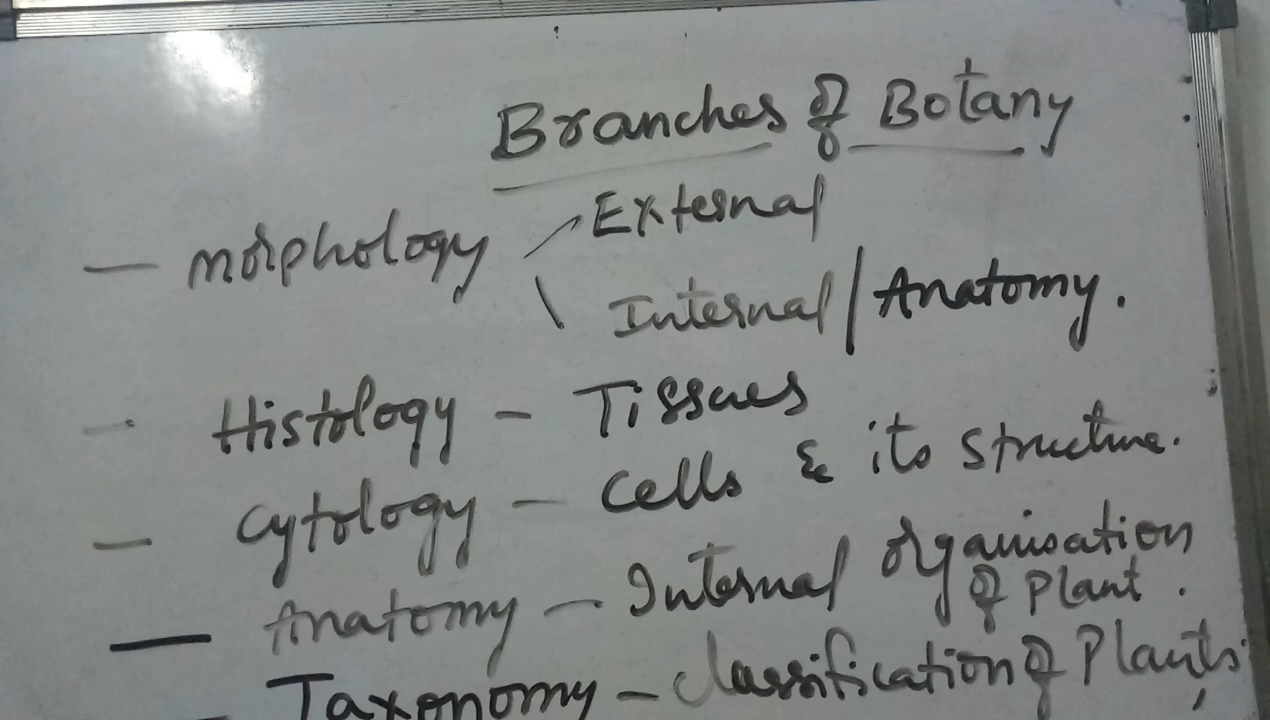 Branches of Botany
— morphology External
Internal/Anatomy.
- Histology - Tissues
- Cytology - Cells & its structure.
- Anatomy - Internal organisation
of Plant.
- Taxonomy - Classification of Plants